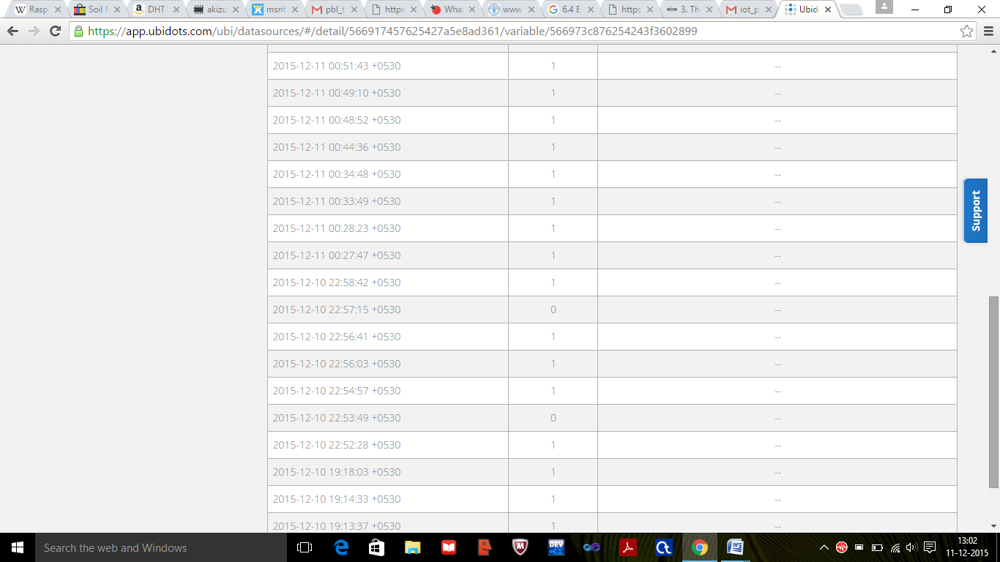 Rasp
Soil M
DHT
akizu
msrit
pbl_t
https
Wha
www
6.4 E
https
3. Th
iot_p
Ubid
https://app.ubidots.com/ubi/datasources/#/detail/566917457625427a5e8ad361/variable/566973c876254243f3602899
2015-12-11 00:51:43 +0530 1 --
2015-12-11 00:49:10 +0530 1 --
2015-12-11 00:48:52 +0530 1 --
2015-12-11 00:44:36 +0530 1 --
2015-12-11 00:34:48 +0530 1 --
2015-12-11 00:33:49 +0530 1 --
2015-12-11 00:28:23 +0530 1 --
2015-12-11 00:27:47 +0530 1 --
2015-12-10 22:58:42 +0530 1 --
2015-12-10 22:57:15 +0530 0 --
2015-12-10 22:56:41 +0530 1 --
2015-12-10 22:56:03 +0530 1 --
2015-12-10 22:54:57 +0530 1 --
2015-12-10 22:53:49 +0530 0 --
2015-12-10 22:52:28 +0530 1 --
2015-12-10 19:18:03 +0530 1 --
2015-12-10 19:14:33 +0530 1 --
2015-12-10 19:13:37 +0530 1 --
Support
Search the web and Windows
13:02
11-12-2015